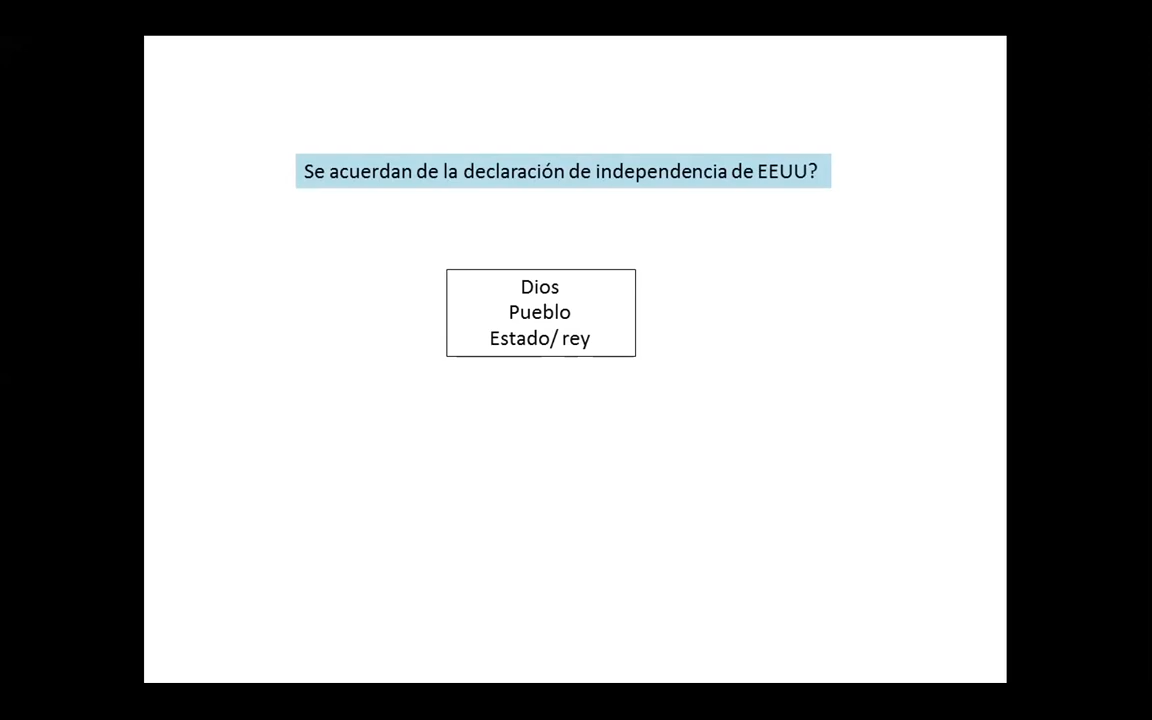 Se acuerdan de la declaración de independencia de EEUU?
Dios
Pueblo
Estado/ rey